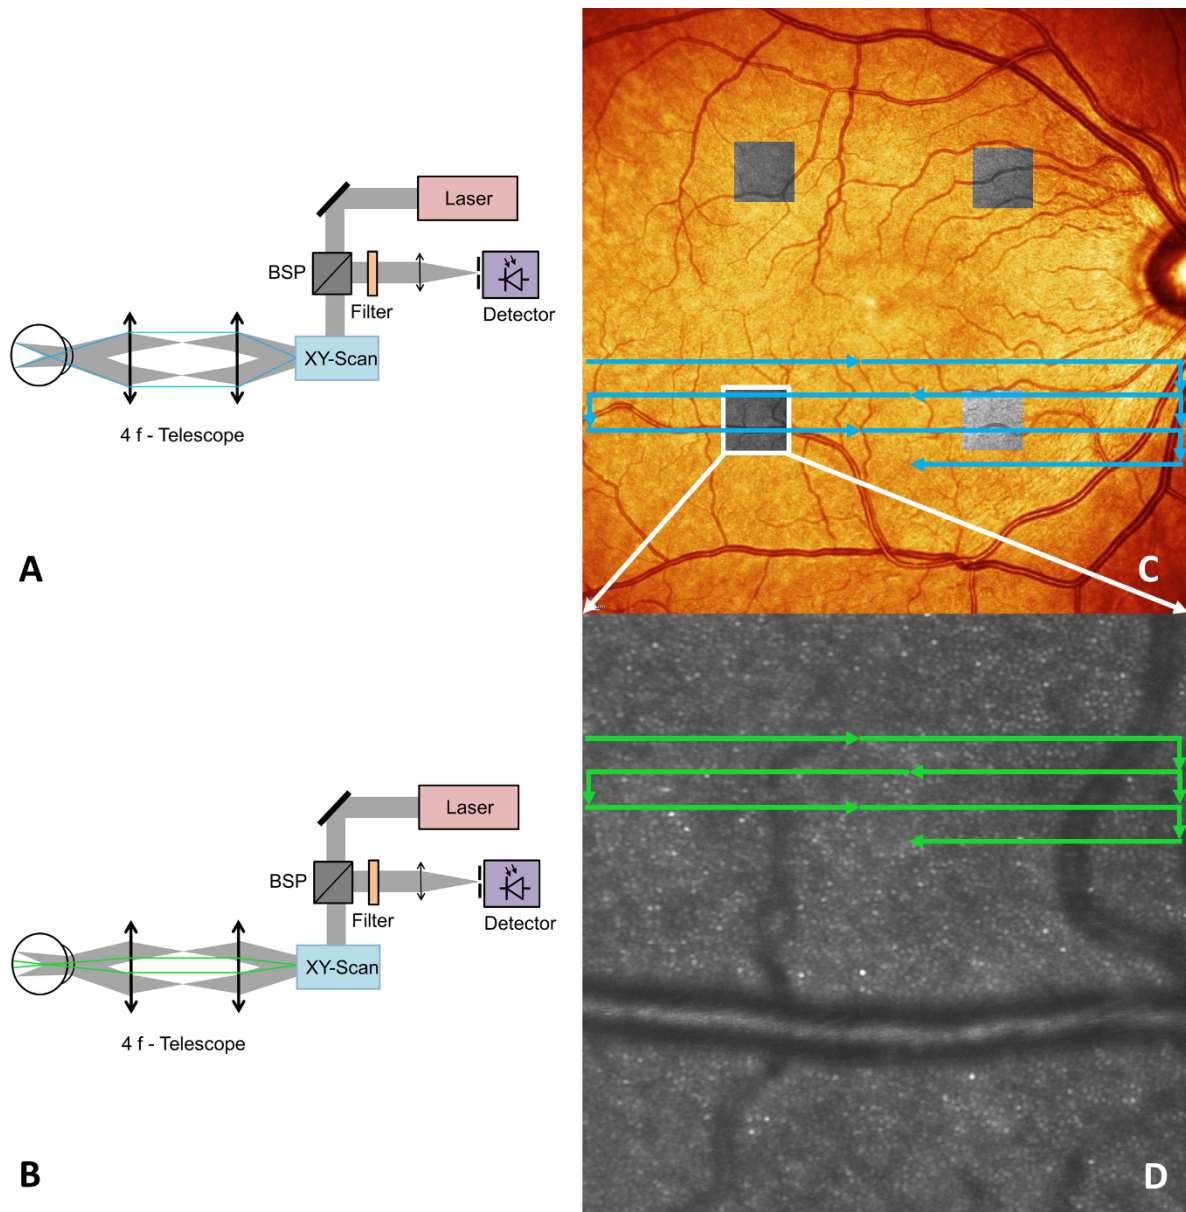 Laser
BSP
Filter
Detector
XY-Scan
4 f - Telescope
A
C
Laser
BSP
Filter
Detector
XY-Scan
4 f - Telescope
B
D